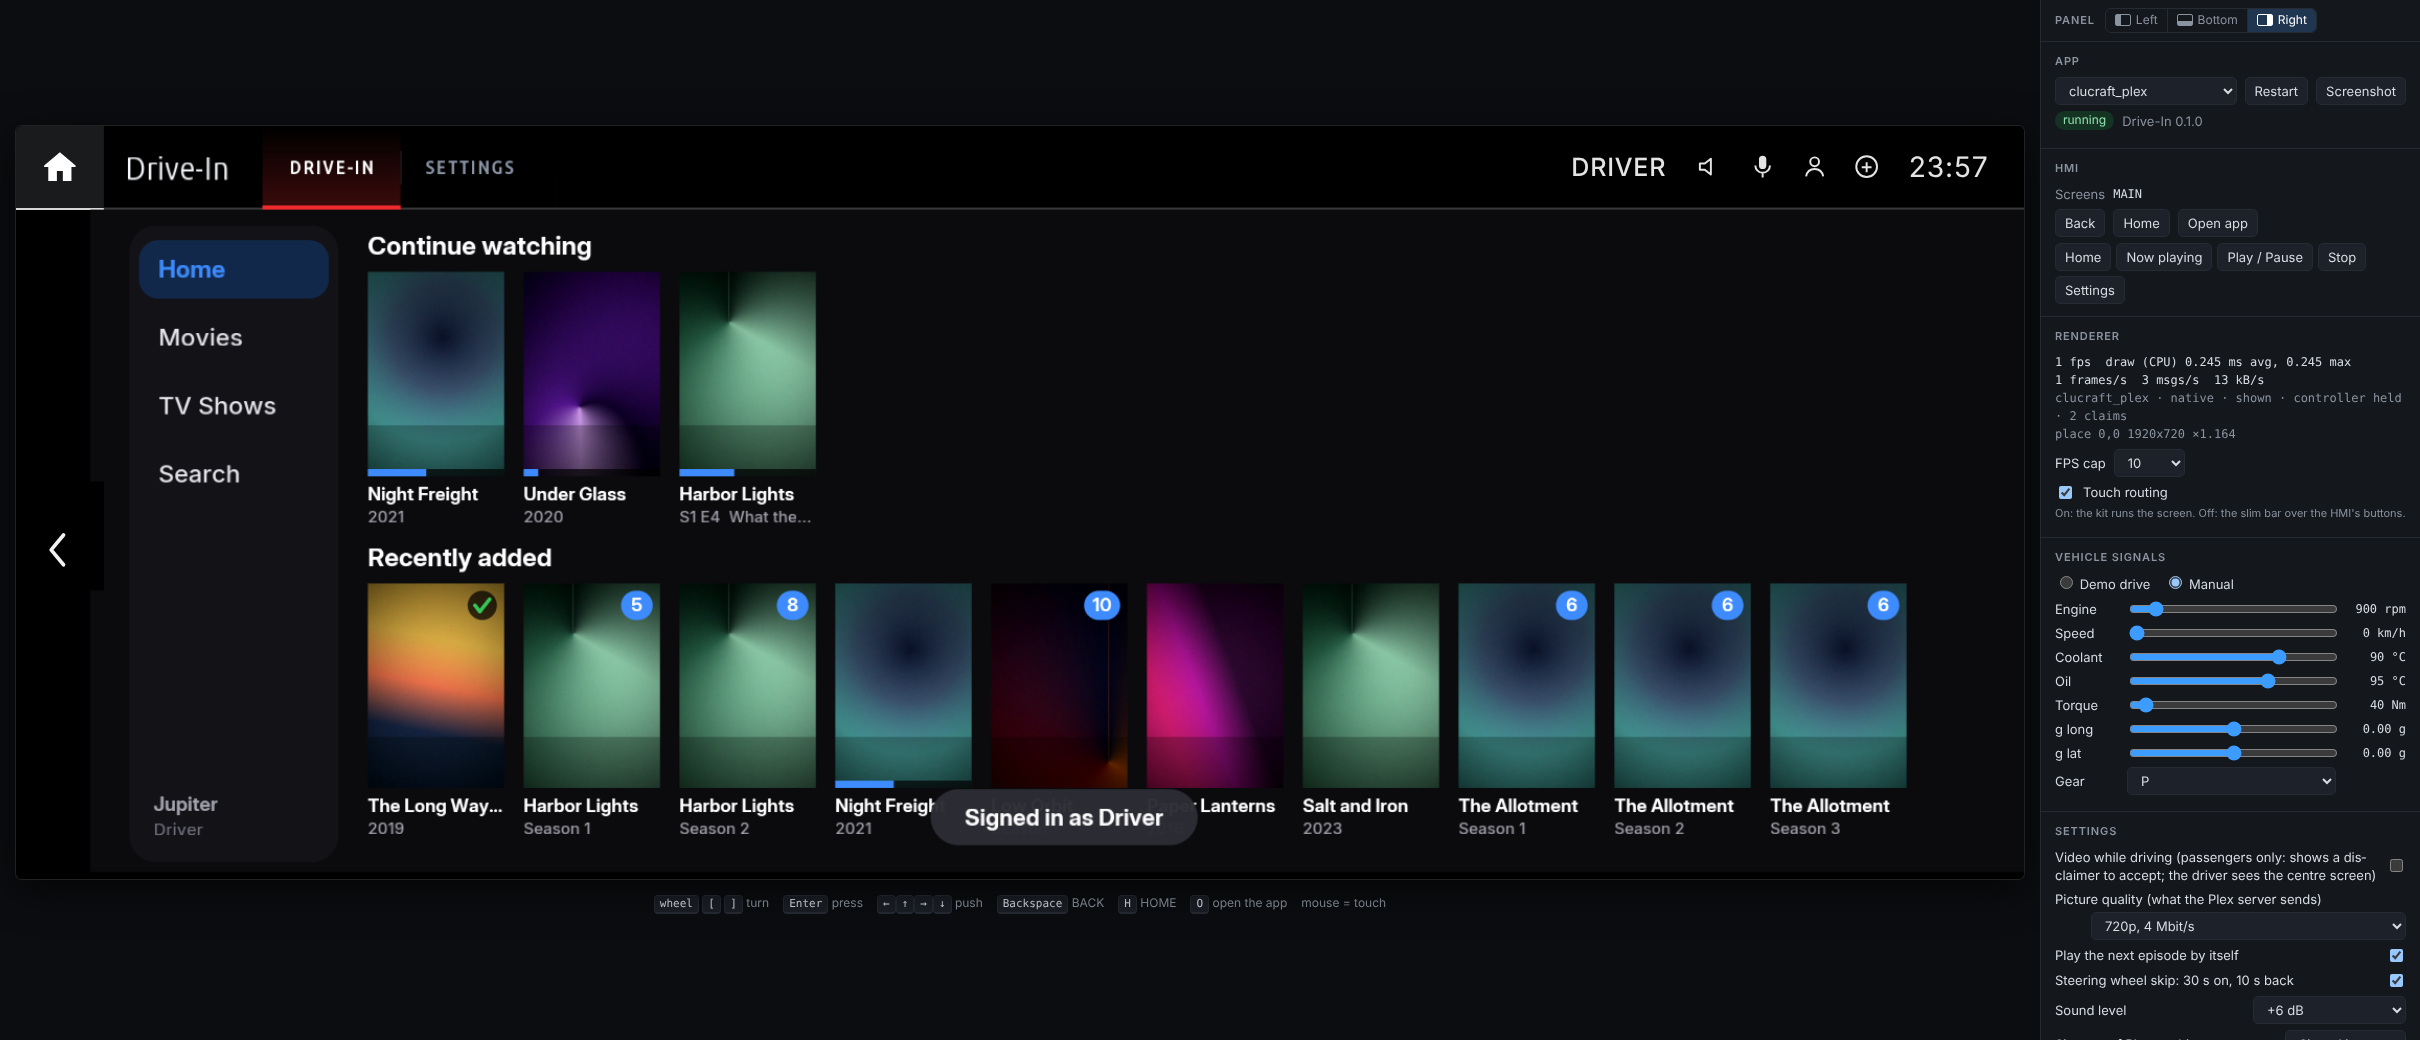 Drive-In
DRIVE-IN
SETTINGS
DRIVER
23:57
Home
Movies
TV Shows
Search
Jupiter
Driver
Continue watching
Night Freight
2021
Under Glass
2020
Harbor Lights
S1 E4 What the...
Recently added
5
8
10
6
6
6
The Long Way...
2019
Harbor Lights
Season 1
Harbor Lights
Season 2
Night Freigh
2021
Lanterns
Salt and Iron
2023
The Allotment
Season 1
The Allotment
Season 2
The Allotment
Season 3
Signed in as Driver
wheel [ ] turn Enter press ← ↑ → ↓ push Backspace BACK H HOME O open the app mouse = touch
PANEL Left Bottom Right
APP
clucraft_plex Restart Screenshot
running Drive-In 0.1.0
HMI
Screens MAIN
Back Home Open app
Home Now playing Play / Pause Stop
Settings
RENDERER
1 fps draw (CPU) 0.245 ms avg, 0.245 max
1 frames/s 3 msgs/s 13 kB/s
clucraft_plex · native · shown · controller held
· 2 claims
place 0,0 1920x720 ×1.164
FPS cap 10
Touch routing
On: the kit runs the screen. Off: the slim bar over the HMI's buttons.
VEHICLE SIGNALS
Demo drive Manual
Engine 900 rpm
Speed 0 km/h
Coolant 90 °C
Oil 95 °C
Torque 40 Nm
g long 0.00 g
g lat 0.00 g
Gear P
SETTINGS
Video while driving (passengers only: shows a dis-
claimer to accept; the driver sees the centre screen)
Picture quality (what the Plex server sends)
720p, 4 Mbit/s
Play the next episode by itself
Steering wheel skip: 30 s on, 10 s back
Sound level +6 dB